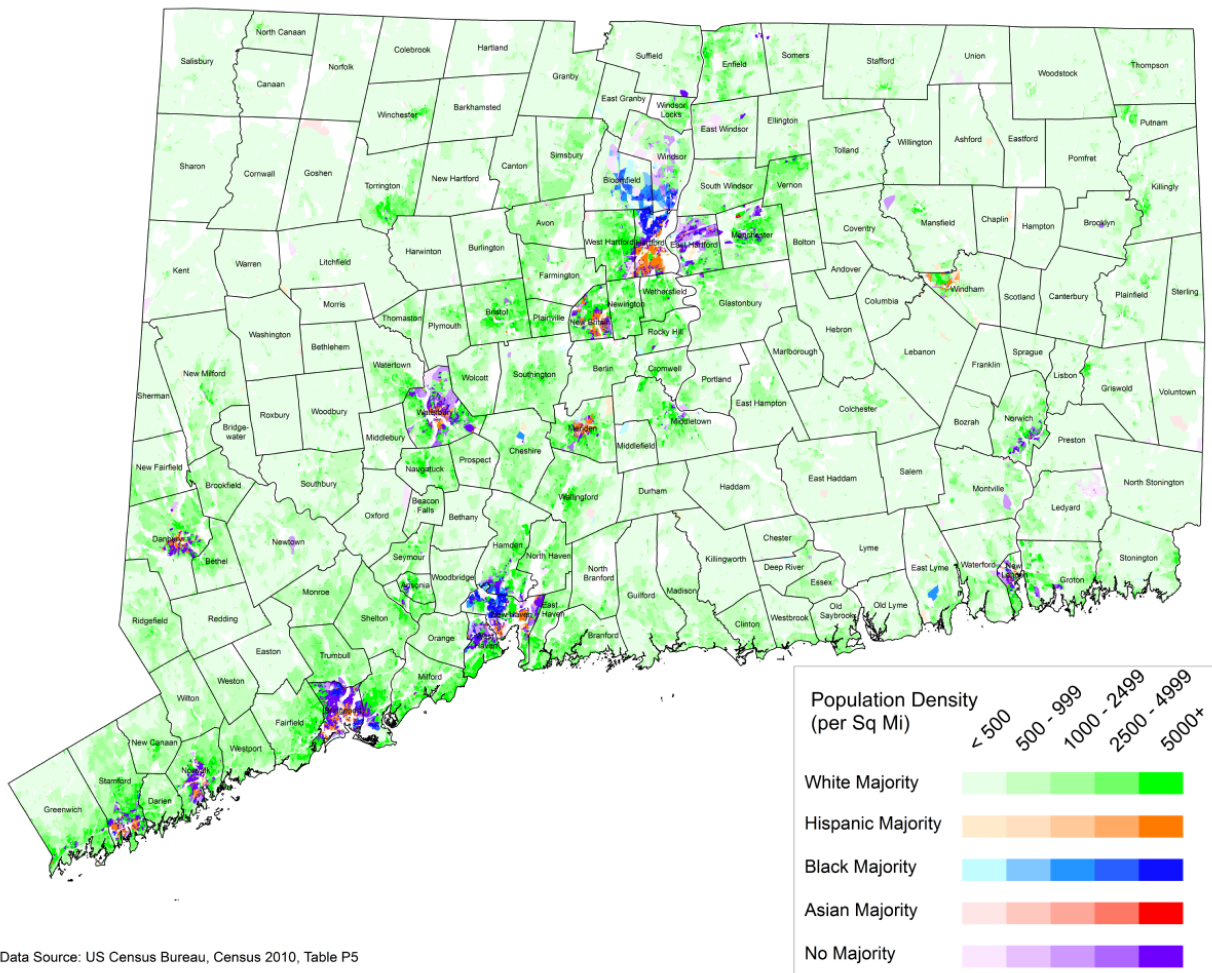 North Canaan
Colebrook
Hartland
Suffield
Somers
Union
Salisbury
Norfolk
Granby
Enfield
Stafford
Woodstock
Thompson
Canaan
East Granby
Windsor
Locks
Winchester
Barkhamsted
East Windsor
Ellington
Putnam
Willington
Ashford
Eastford
Pomfret
Tolland
Sharon
Cornwall
Goshen
Simsbury
Canton
Windsor
Bloomfield
South Windsor
Vernon
Torrington
New Hartford
Killingly
Avon
Mansfield
Chaplin
Hampton
Brooklyn
Coventry
West Hartford
Hartford
East Hartford
Manchester
Bolton
Harwinton
Burlington
Kent
Warren
Litchfield
Farmington
Andover
Windham
Scotland
Canterbury
Plainfield
Sterling
Morris
Wethersfield
Newington
Glastonbury
Columbia
Thomaston
Plymouth
Bristol
Plainville
New Britain
Rocky Hill
Hebron
Washington
Bethlehem
Marlborough
Lebanon
Franklin
Sprague
Lisbon
Watertown
Wolcott
Southington
Berlin
Cromwell
Portland
New Milford
Griswold
Voluntown
Sherman
Roxbury
Woodbury
Waterbury
East Hampton
Colchester
Bridge-
water
Middlebury
Meriden
Middletown
Bozrah
Norwich
Preston
Cheshire
Middlefield
Prospect
Naugatuck
New Fairfield
Brookfield
Southbury
Wallingford
Durham
Haddam
East Haddam
Salem
Montville
North Stonington
Oxford
Beacon
Falls
Bethany
Ledyard
Danbury
Newtown
Bethel
Seymour
Hamden
North Haven
Chester
Lyme
Woodbridge
North
Branford
Killingworth
Deep River
Waterford
New
London
Stonington
Monroe
Ansonia
Essex
East Lyme
Groton
Ridgefield
Redding
Shelton
New Haven
East
Haven
Guilford
Madison
Clinton
Westbrook
Old
Saybrook
Old Lyme
Orange
West
Haven
Branford
Easton
Trumbull
Milford
Weston
Wilton
Bridgeport
Fairfield
New Canaan
Westport
Stamford
Norwalk
Darien
Greenwich
Population Density
(per Sq Mi)
< 500
500 - 9999
1000 - 2499
2500 - 4999
5000+
White Majority
Hispanic Majority
Black Majority
Asian Majority
No Majority
Data Source: US Census Bureau, Census 2010, Table P5